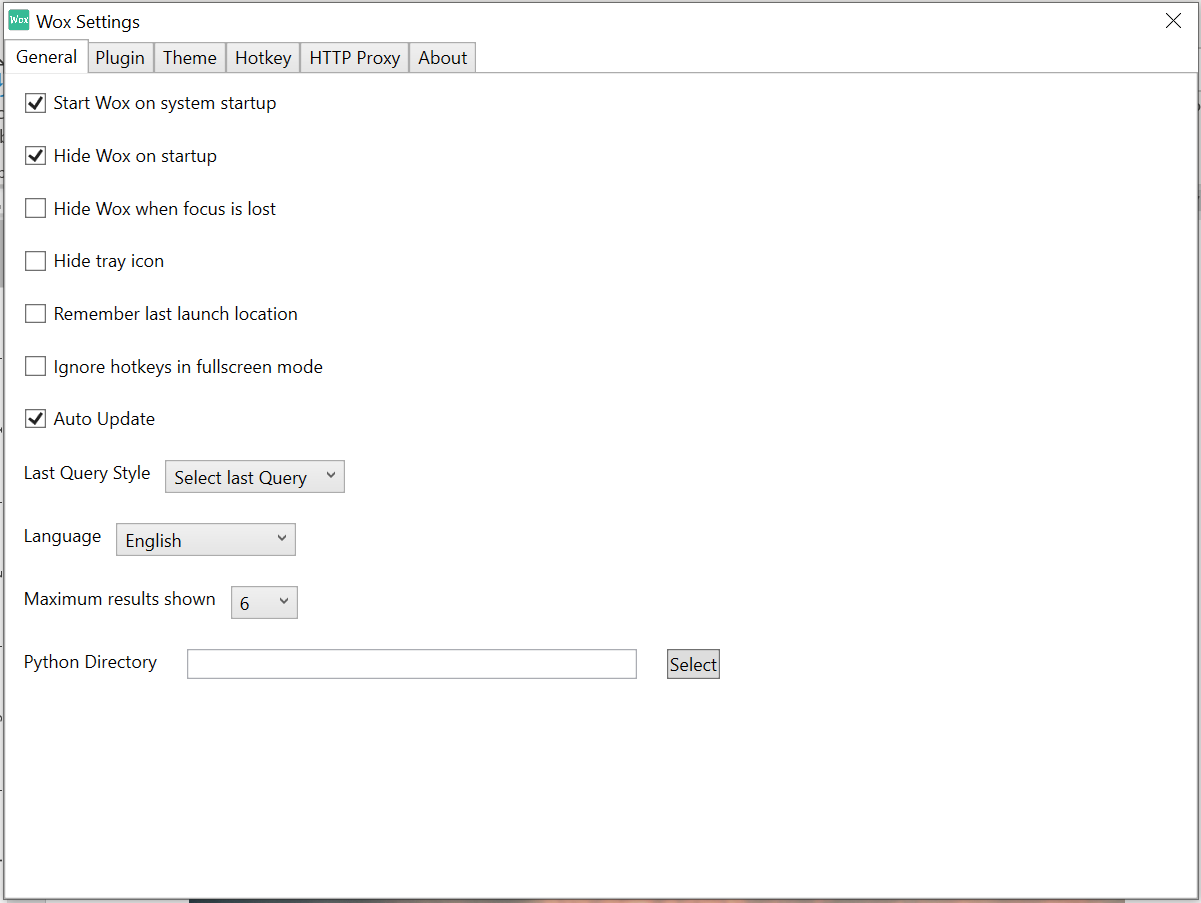 Wox Wox Settings
General Plugin Theme Hotkey HTTP Proxy About
Start Wox on system startup
Hide Wox on startup
Hide Wox when focus is lost
Hide tray icon
Remember last launch location
Ignore hotkeys in fullscreen mode
Auto Update
Last Query Style Select last Query
Language English
Maximum results shown 6
Python Directory Select